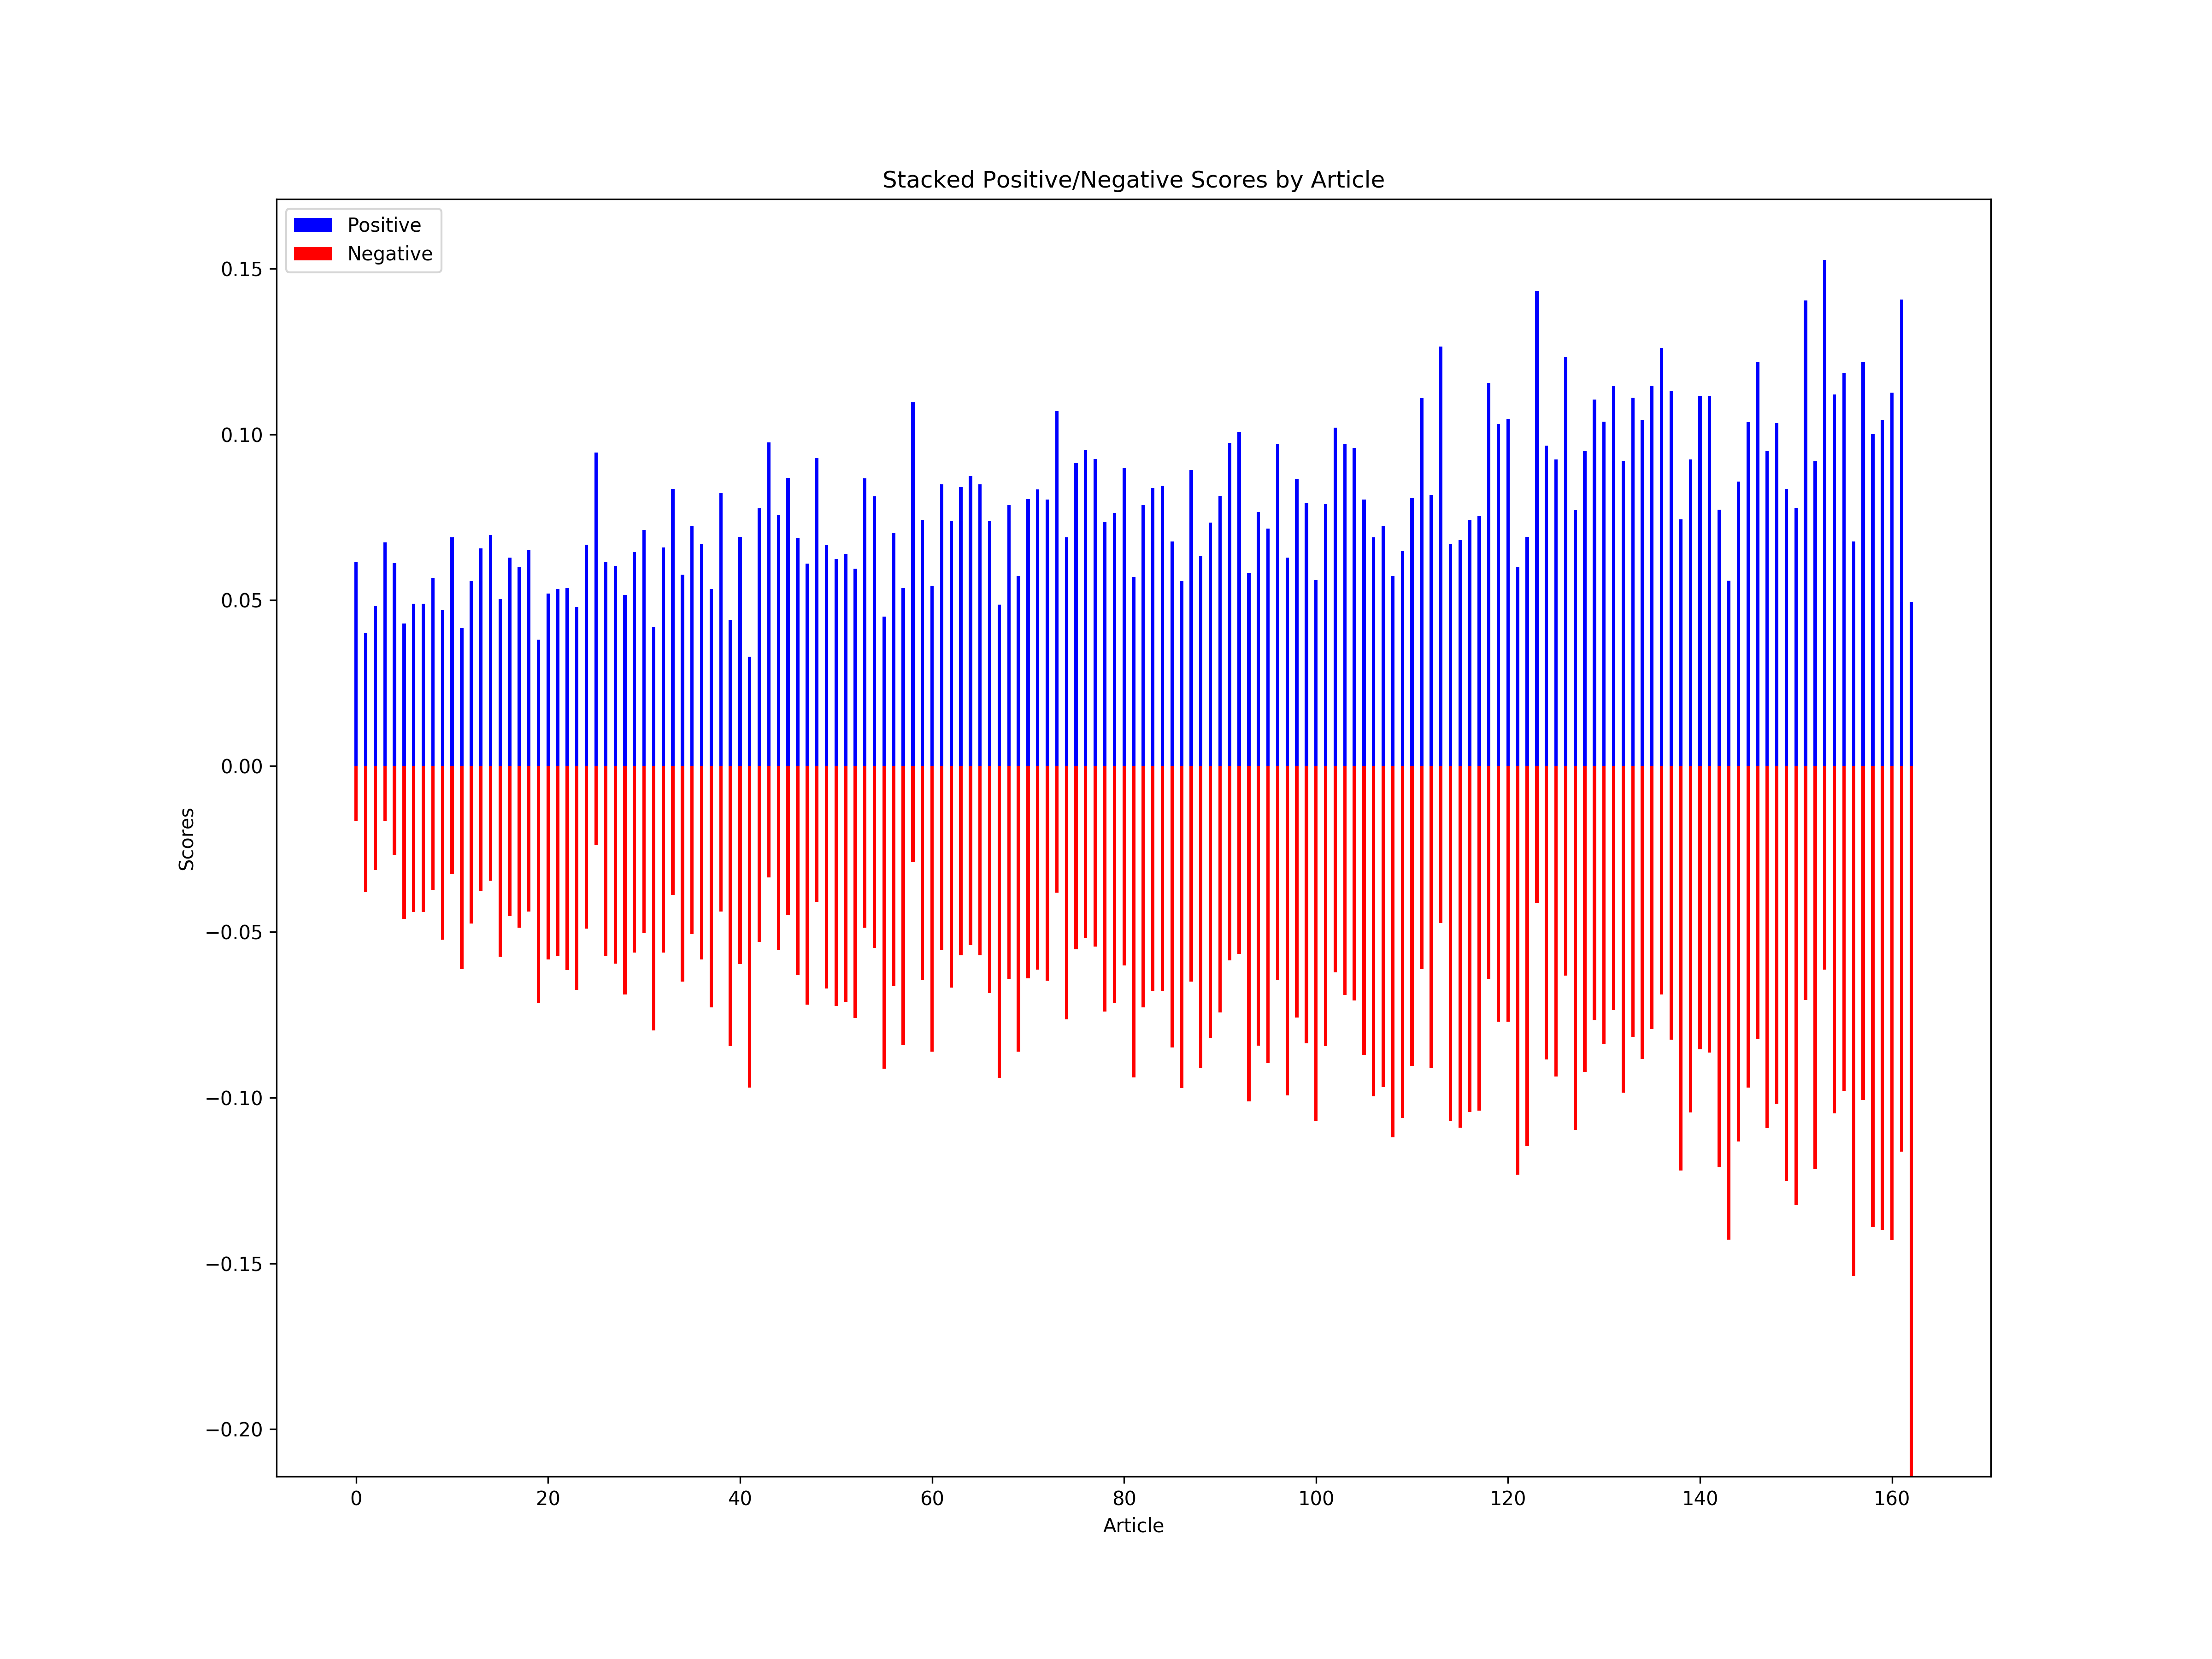 Stacked Positive/Negative Scores by Article
Positive
Negative
0.15
0.10
0.05
0.00
−0.05
−0.10
−0.15
−0.20
Scores
0 20 40 60 80 100 120 140 160
Article